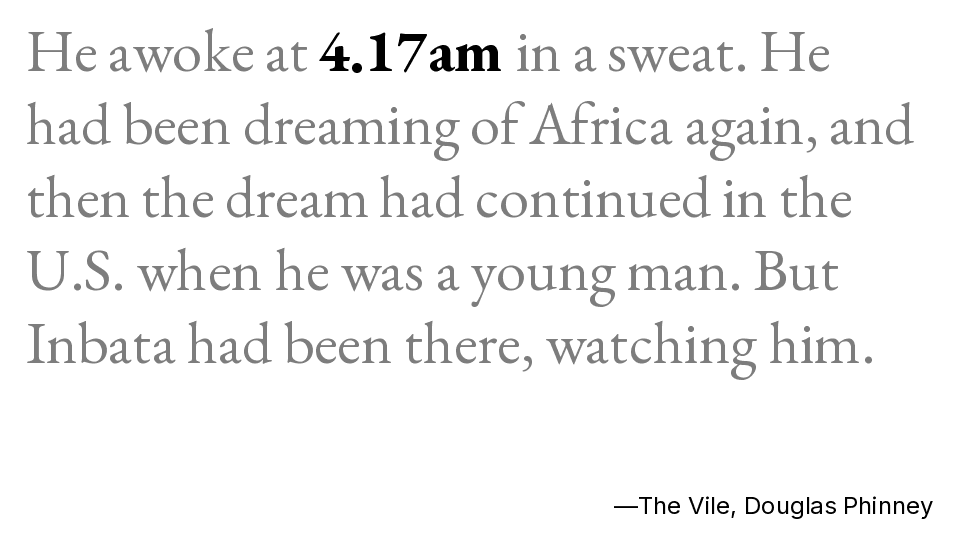 He awoke at 4.17am in a sweat. He
had been dreaming of Africa again, and
then the dream had continued in the
U.S. when he was a young man. But
Inbata had been there, watching him.
—The Vile, Douglas Phinney